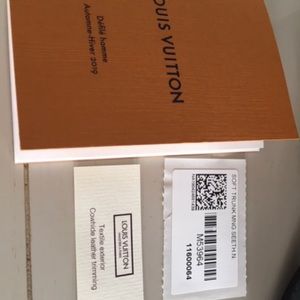 LOUIS VUITTON
Défilé homme
Automne-Hiver 2019
LOUIS VUITTON
Textile exterior
Cowhide leather trimming
SOFT TRUNK MNG SEETH.N
M53964
11600064